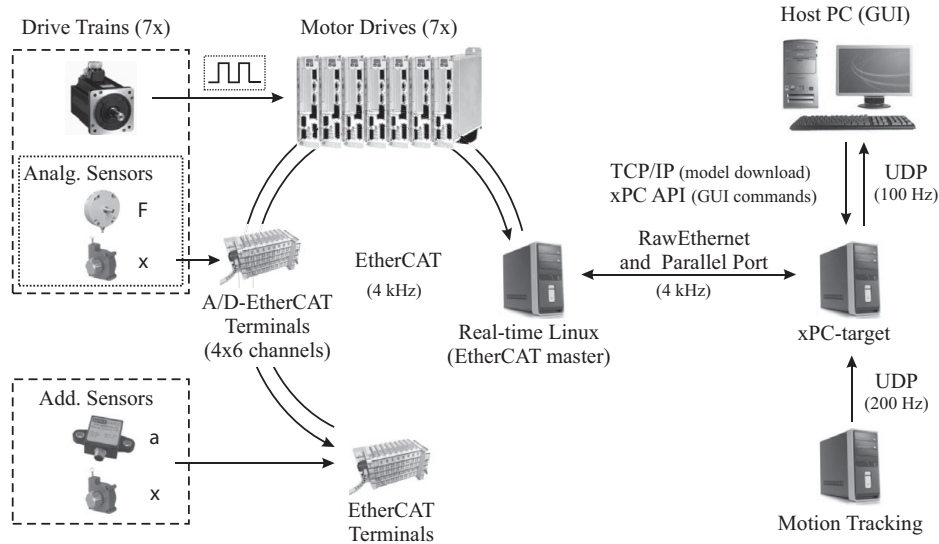 Drive Trains (7x)
Motor Drives (7x)
Host PC (GUI)
Analg. Sensors
F
x
TCP/IP (model download)
xPC API (GUI commands)
UDP
(100 Hz)
EtherCAT
(4 kHz)
RawEthernet
and Parallel Port
(4 kHz)
A/D-EtherCAT
Terminals
(4x6 channels)
Real-time Linux
(EtherCAT master)
xPC-target
Add. Sensors
a
x
UDP
(200 Hz)
EtherCAT
Terminals
Motion Tracking